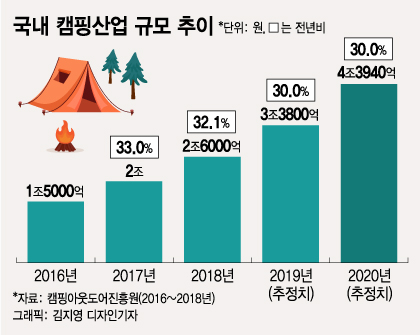 국내 캠핑산업 규모 추이 *단위: 원, □는 전년비
30.0%
4조3940억
30.0%
3조3800억
32.1%
2조6000억
33.0%
2조
1조5000억
2016년 2017년 2018년 2019년 2020년
(추정치) (추정치)
*자료: 캠핑아웃도어진흥원(2016~2018년)
그래픽: 김지영 디자인기자